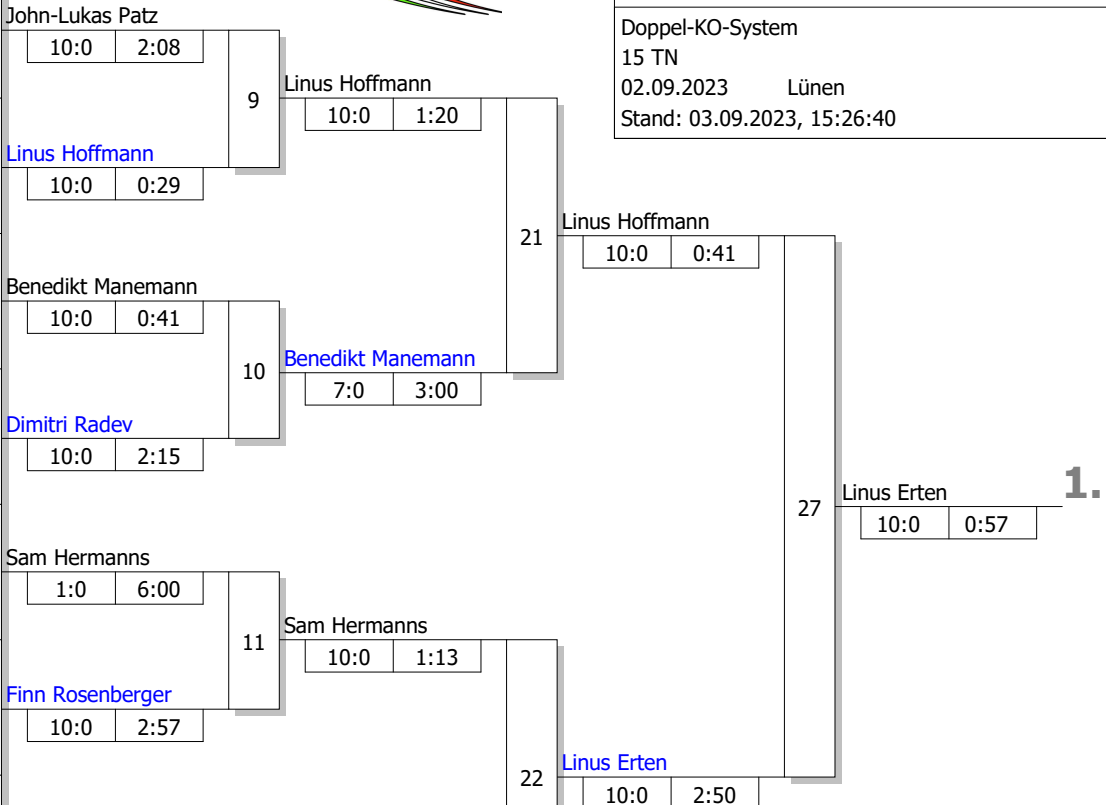 John-Lukas Patz
10:0 2:08
9
Linus Hoffmann
10:0 1:20
Linus Hoffmann
10:0 0:29
Doppel-KO-System
15 TN
02.09.2023 Lünen
Stand: 03.09.2023, 15:26:40
21
Linus Hoffmann
10:0 0:41
Benedikt Manemann
10:0 0:41
10
Benedikt Manemann
7:0 3:00
Dimitri Radev
10:0 2:15
27
Linus Erten
10:0 0:57
1.
Sam Hermanns
1:0 6:00
11
Sam Hermanns
10:0 1:13
Finn Rosenberger
10:0 2:57
22
Linus Erten
10:0 2:50